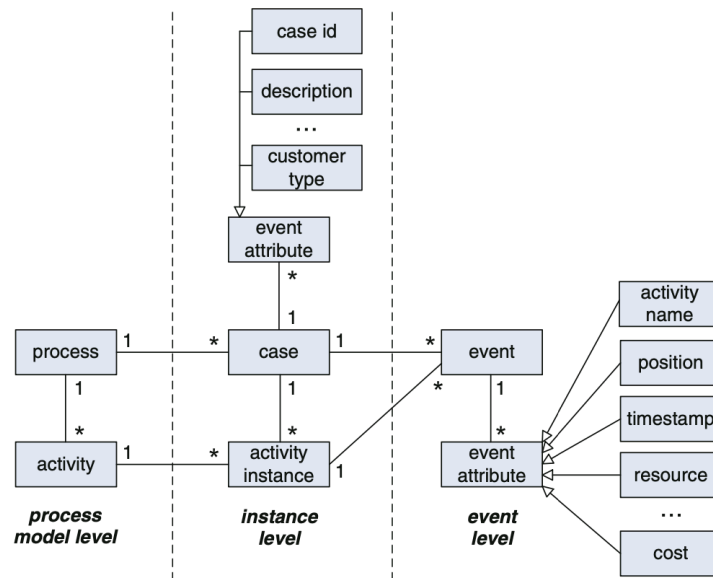 case id
description
...
customer
type
event
attribute
*
1
process
1
*
case
1
*
event
1
*
1
*
*
1
*
activity
1
*
activity
instance
1
event
attribute
activity
name
position
timestamp
resource
...
cost
process
model level
instance
level
event
level